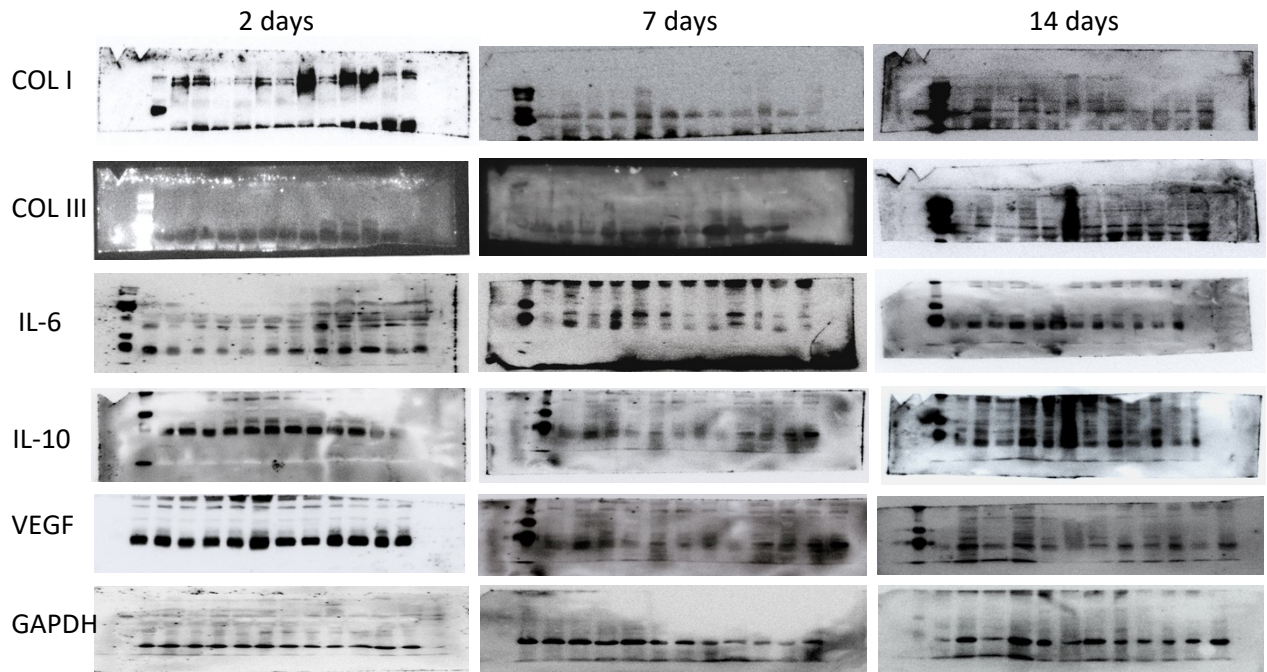 2 days 7 days 14 days
COL I
COL III
IL-6
IL-10
VEGF
GAPDH